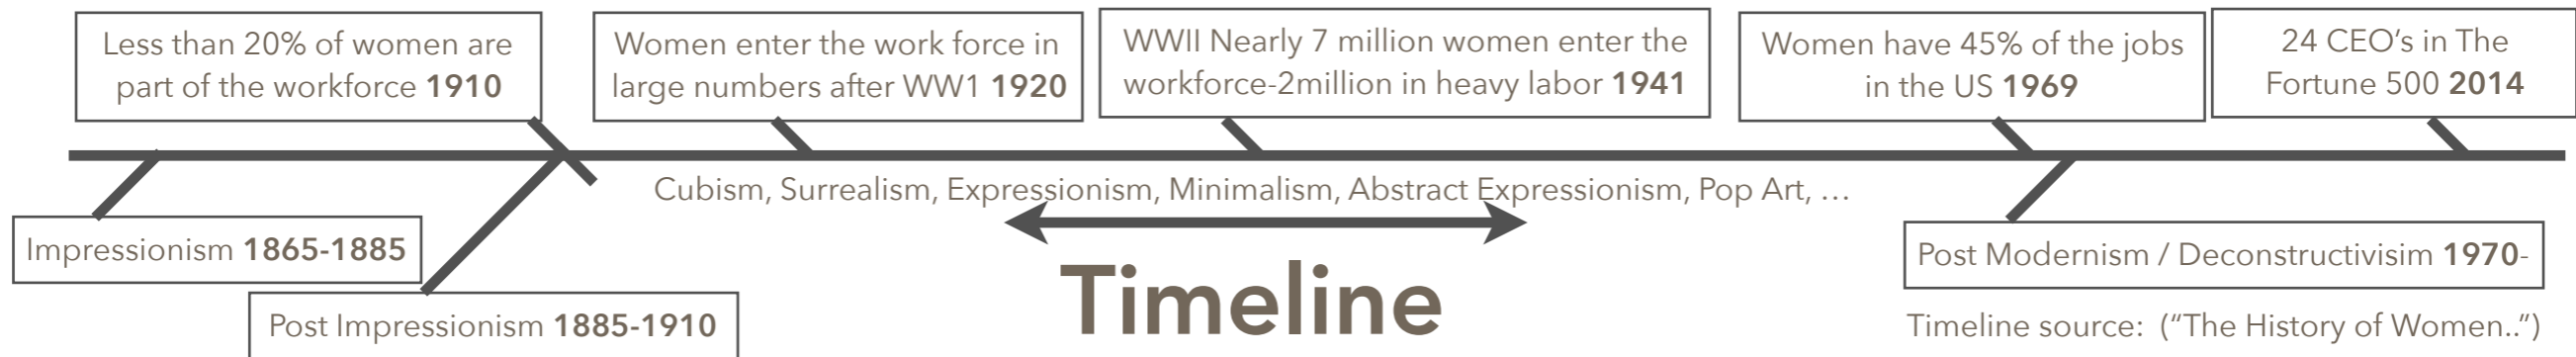 Less than 20% of women are
part of the workforce 1910
Women enter the work force in
large numbers after WW1 1920
WWII Nearly 7 million women enter the
workforce-2million in heavy labor 1941
Women have 45% of the jobs
in the US 1969
24 CEO's in The
Fortune 500 2014
Cubism, Surrealism, Expressionism, Minimalism, Abstract Expressionism, Pop Art, …
Impressionism 1865-1885
Post Impressionism 1885-1910
Timeline
Post Modernism / Deconstructivisim 1970-
Timeline source: (“The History of Women..”)